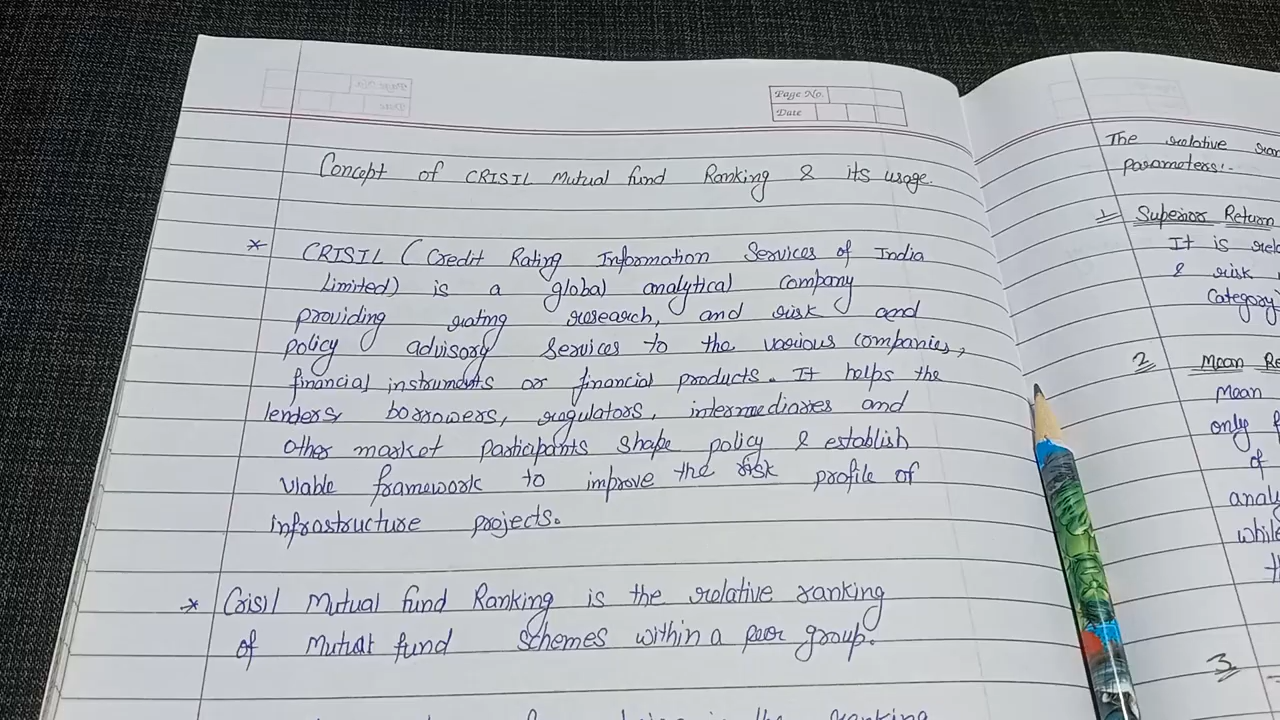 Page No.
Date
Concept of CRISIL Mutual fund Ranking & its usage.
* CRISIL (Credit Rating Information Services of India
Limited) is a global analytical company
providing rating research, and risk and
policy advisory services to the various companies,
financial instruments or financial products. It helps the
lenders, borrowers, regulators, intermediaries and
other market participants shape policy & establish
viable framework to improve the risk profile of
infrastructure projects.
* Crisil Mutual fund Ranking is the relative ranking
of Mutual fund schemes within a peer group.
the ranking
The relative
parameters:-
1 Superior Return
It is
& risk
Category
2 Mean
Mean
only
of
while
3